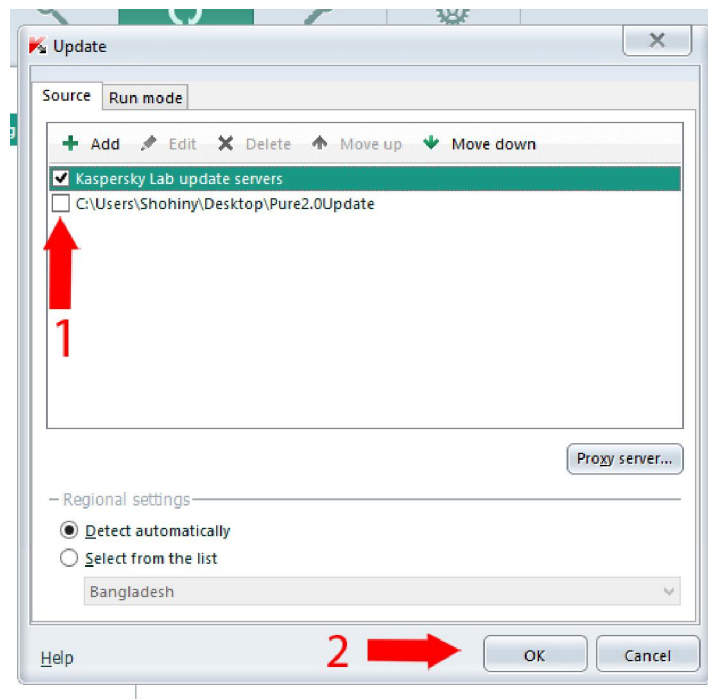 Update
Source Run mode
Add Edit Delete Move up Move down
Kaspersky Lab update servers
C:\Users\Shohiny\Desktop\Pure2.0Update
1
Proxy server...
Regional settings
Detect automatically
Select from the list
Bangladesh
Help 2 OK Cancel